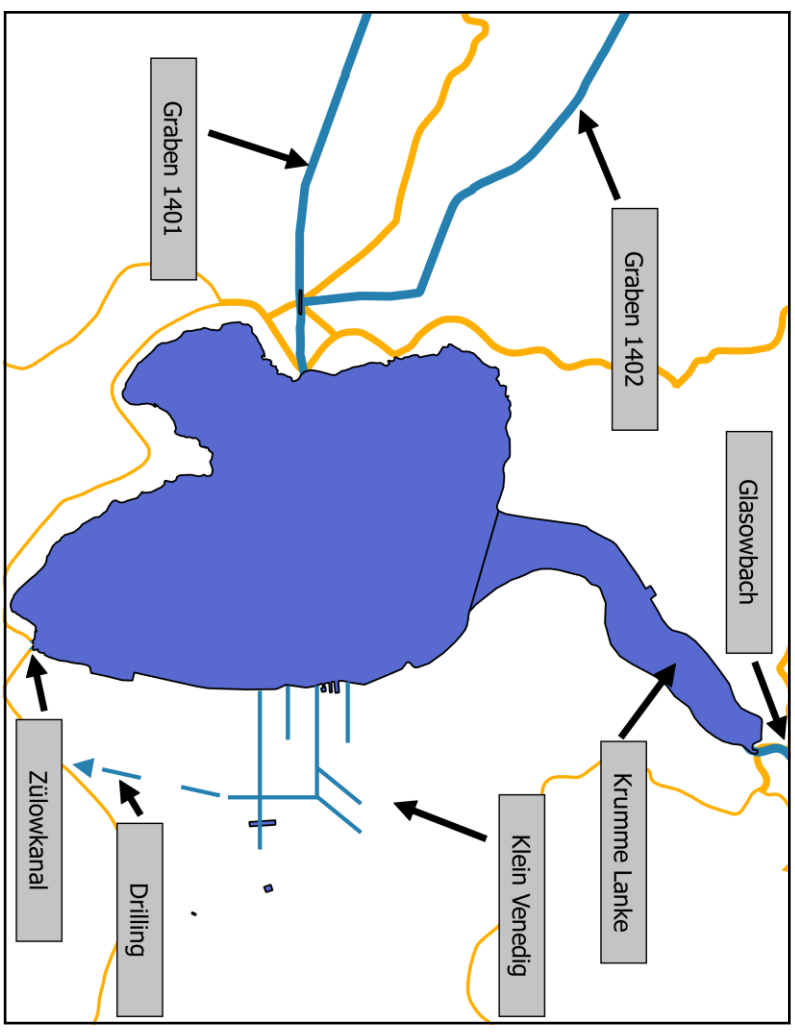 Glasowbach
Graben 1402
Krumme Lanke
Klein Venedig
Graben 1401
Drilling
Zülowkanal